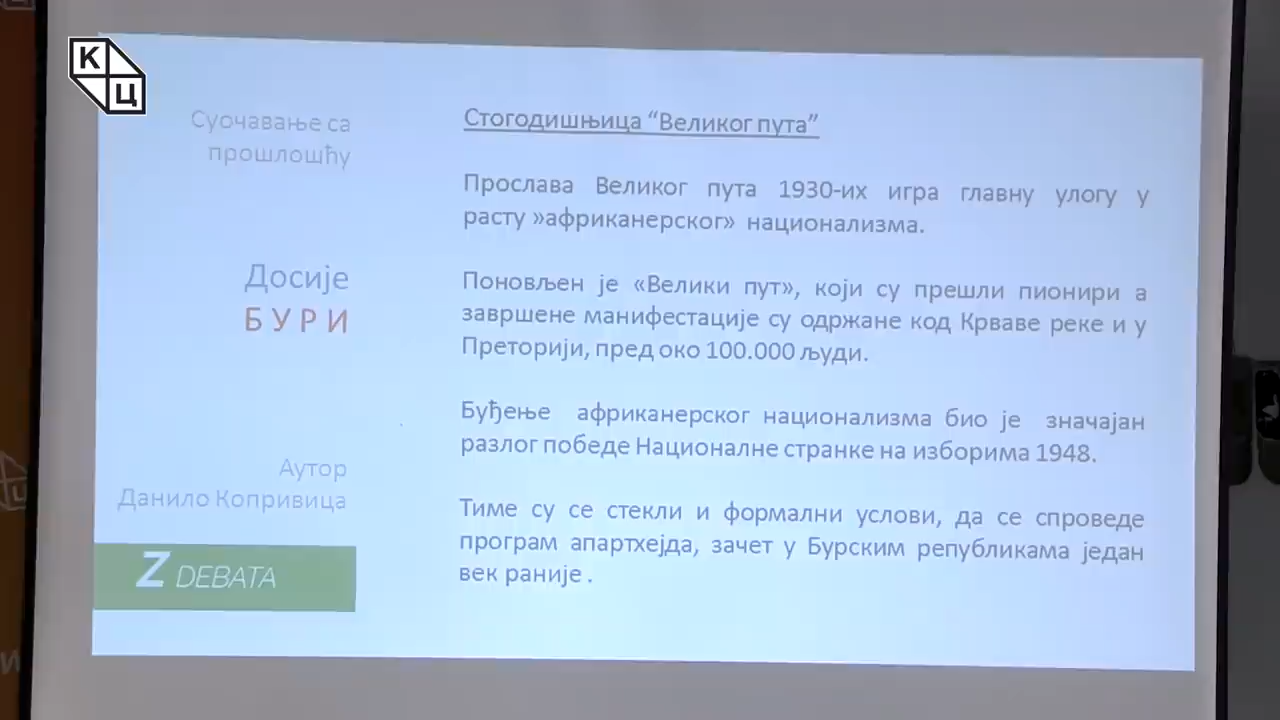 К
Ц
Суочавање са
прошлошћу
Досије
БУРИ
Аутор
Данило Копривица
Z DEBATA
Стогодишњица “Великог пута”
Прослава Великог пута 1930-их игра главну улогу у
расту »африканерског» национализма.
Поновљен је «Велики пут», који су прешли пионири а
завршене манифестације су одржане код Крваве реке и у
Преторији, пред око 100.000 људи.
Буђење африканерског национализма био је значајан
разлог победе Националне странке на изборима 1948.
Тиме су се стекли и формални услови, да се спроведе
програм апартхејда, зачет у Бурским републикама један
век раније .